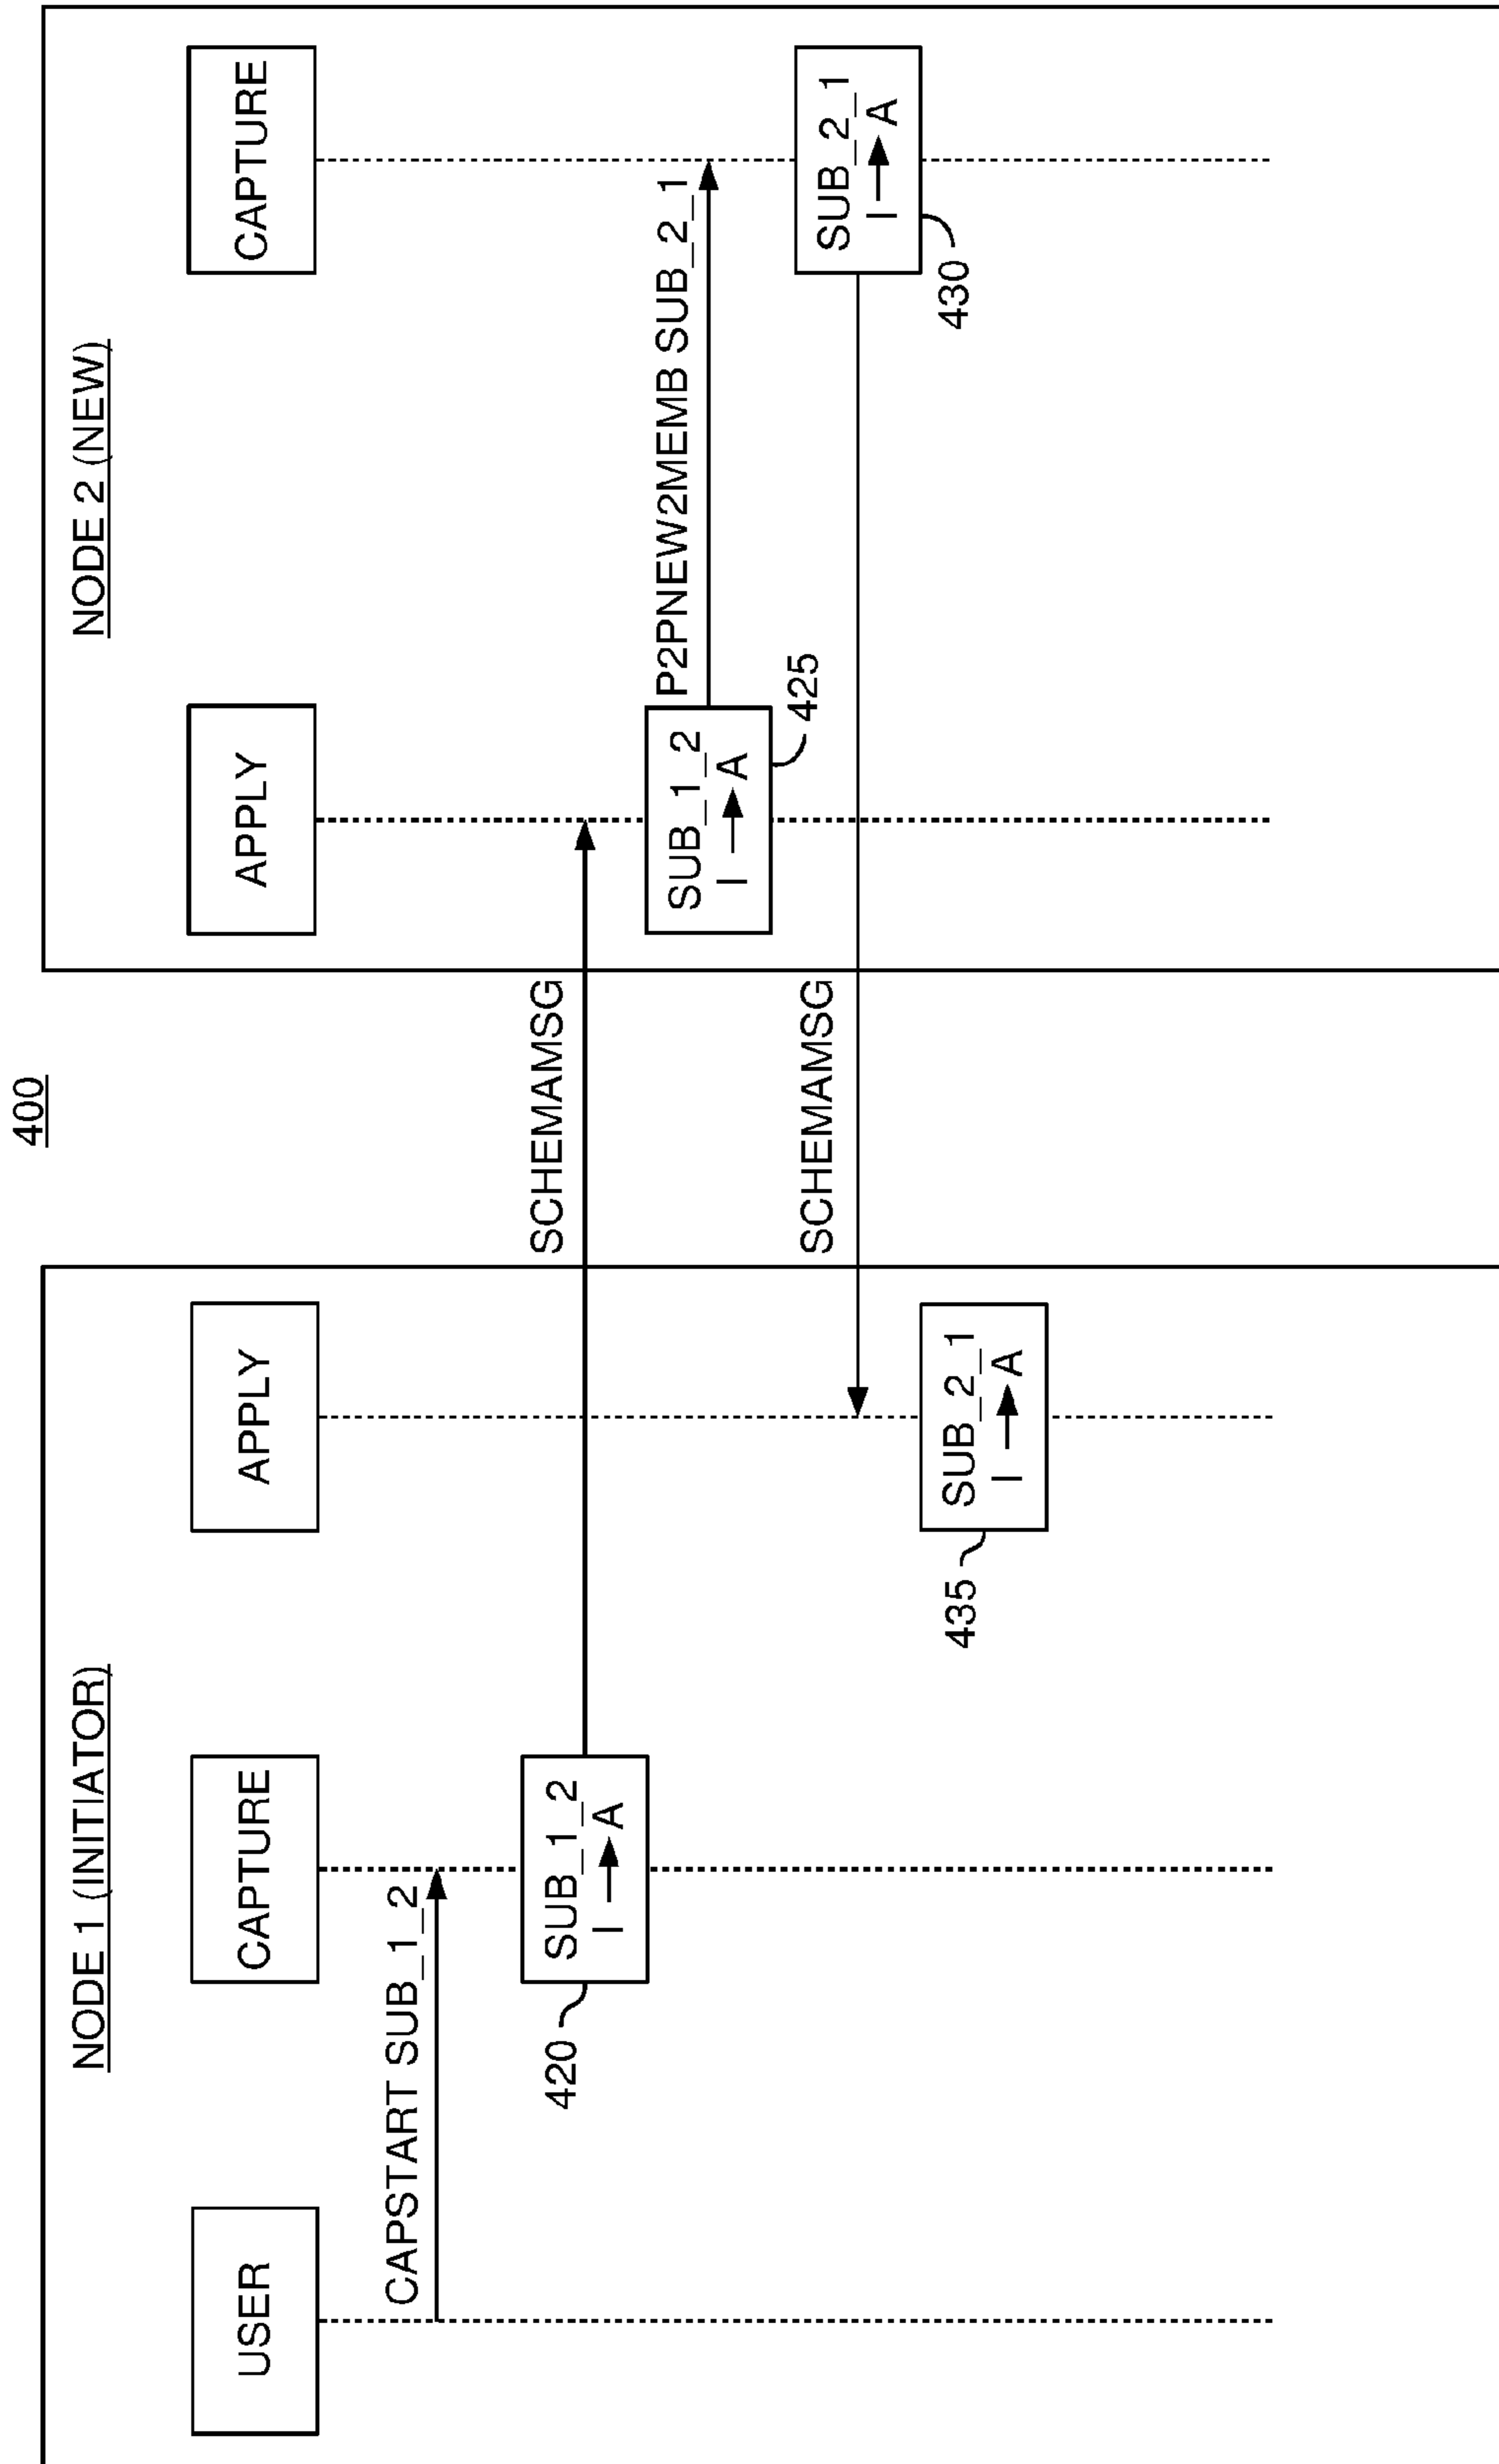 400
NODE 1 (INITIATOR)
NODE 2 (NEW)
USER
CAPTURE
APPLY
APPLY
CAPTURE
CAPSTART SUB_1_2
420
SUB_1_2
I A
SCHEMAMSG
SUB_1_2
I A
425
P2PNEW2MEMB SUB_2_1
SUB_2_1
I A
430
SCHEMAMSG
435
SUB_2_1
I A